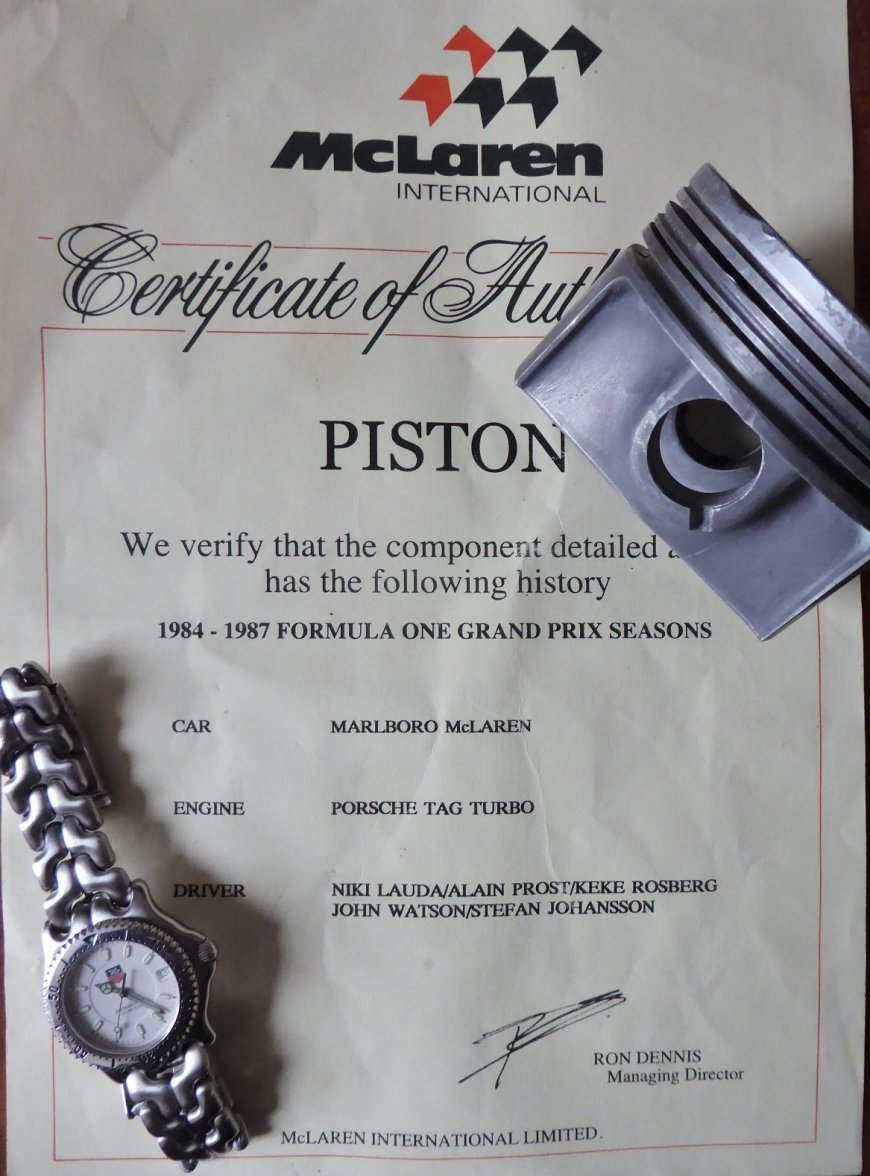 McLaren
INTERNATIONAL
Certificate of Aut
PISTON
We verify that the component detailed a
has the following history
1984 - 1987 FORMULA ONE GRAND PRIX SEASONS
CAR MARLBORO McLAREN
ENGINE PORSCHE TAG TURBO
DRIVER NIKI LAUDA/ALAIN PROST/KEKE ROSBERG
JOHN WATSON/STEFAN JOHANSSON
50
RON DENNIS
Managing Director
McLAREN INTERNATIONAL LIMITED.